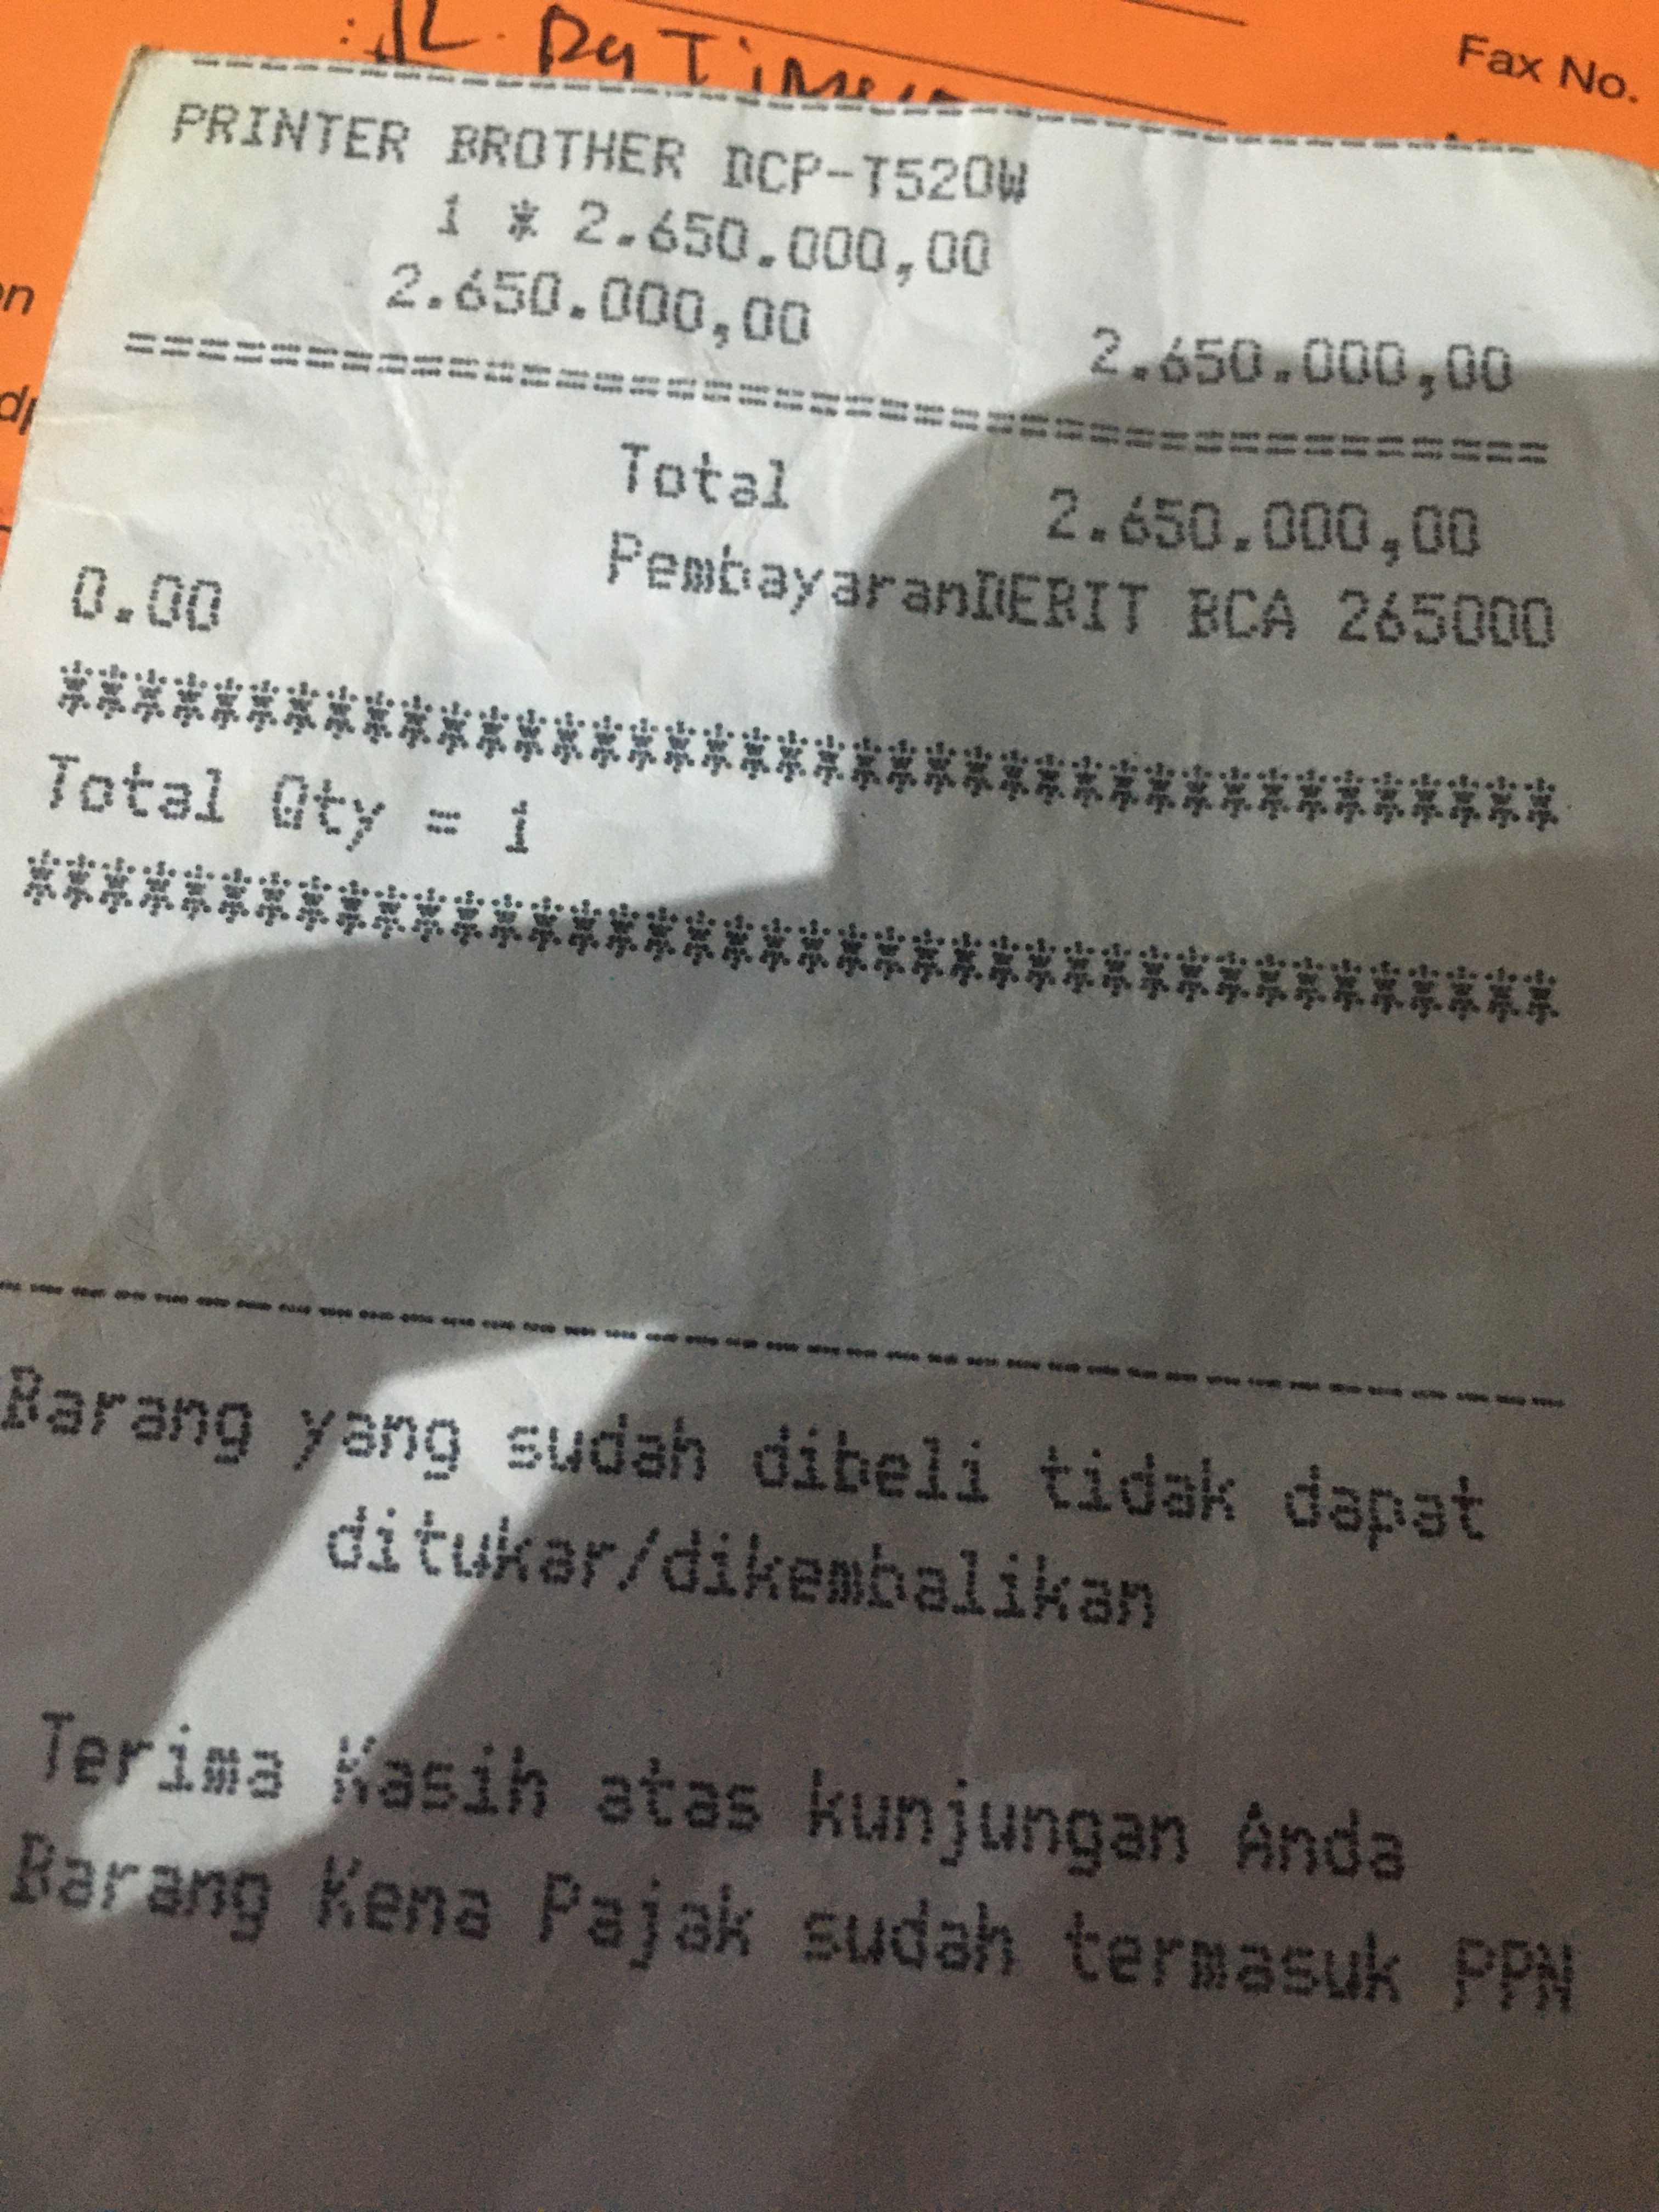 Fax No.
PRINTER BROTHER DCP-T520W
1 * 2.650.000,00
2.650.000,00 2.650.000,00
Total 2.650.000,00
PembayaranDEBIT BCA 265000
0.00
****************************************
Total Qty = 1
****************************************
Barang yang sudah dibeli tidak dapat
ditukar/dikembalikan
Terima Kasih atas kunjungan Anda
Barang Kena Pajak sudah termasuk PPN